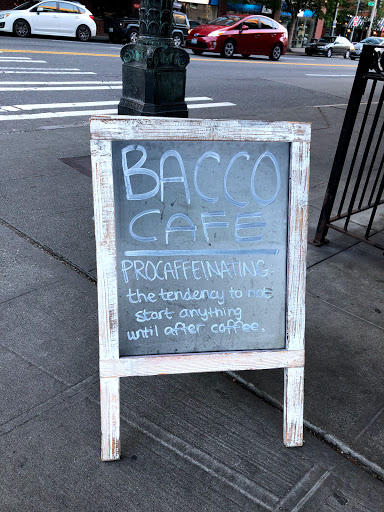 BACCO
CAFE
PROCAFFEINATING:
the tendency to not
start anything
until after coffee.